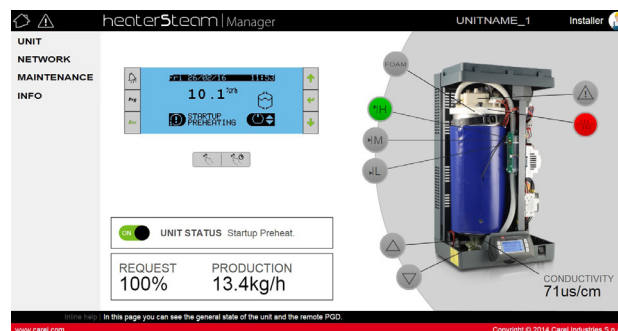 heaterSteam | Manager
UNITNAME_1
Installer
UNIT
NETWORK
MAINTENANCE
INFO
Fri 26/02/16 11:53
Prg
10.1
STARTUP
PREHEATING
Esc
FOAM
H
M
L
ON UNIT STATUS Startup Preheat.
REQUEST PRODUCTION
100% 13.4kg/h
CONDUCTIVITY
71us/cm
Inline help | In this page you can see the general state of the unit and the remote PGD.
www.carel.com
Copyright © 2014 Carel Industries S.p